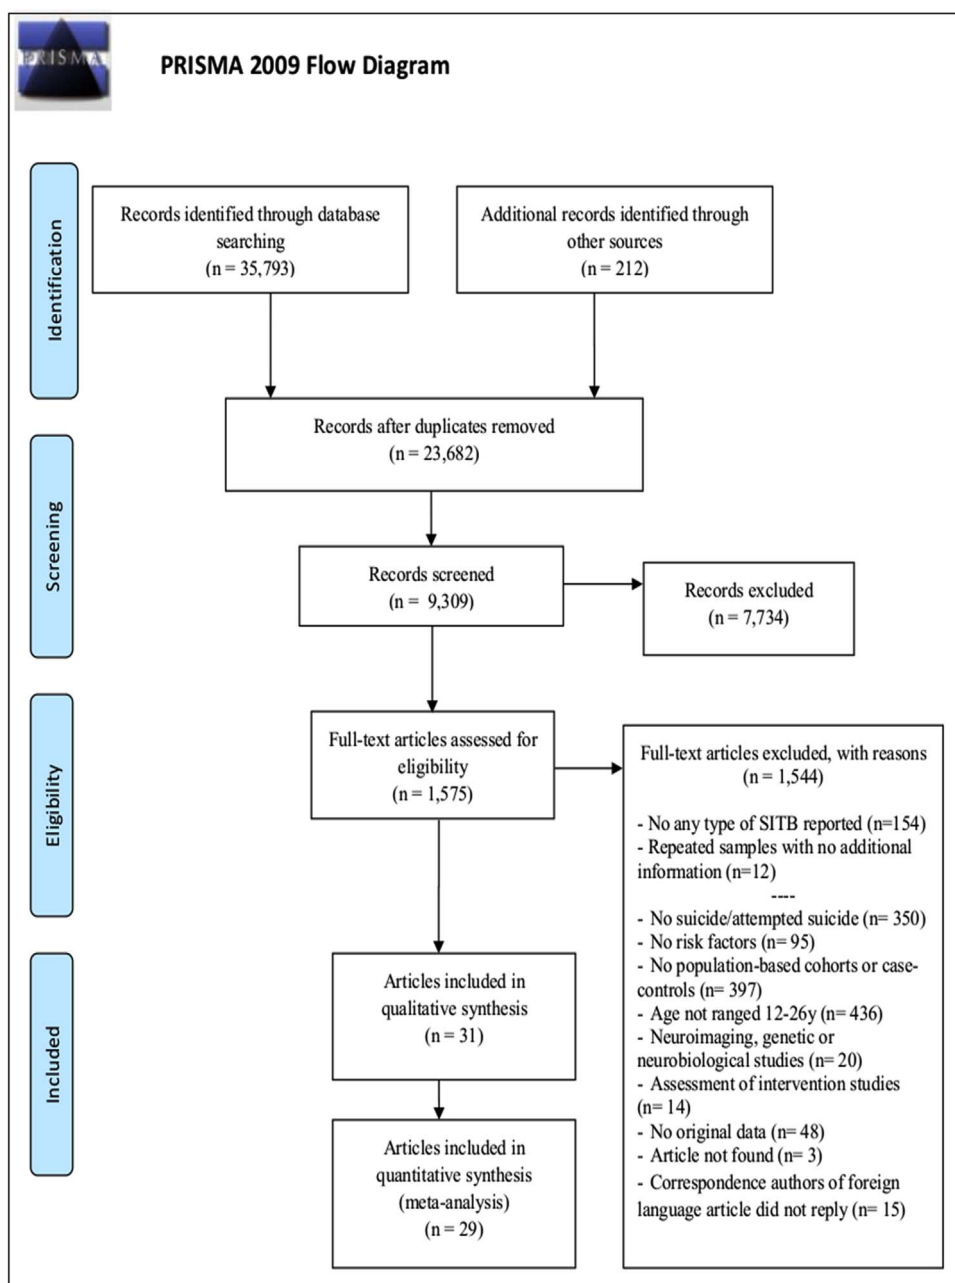 PRISMA
PRISMA 2009 Flow Diagram
Identification
Records identified through database
searching
(n = 35,793)
Additional records identified through
other sources
(n = 212)
Records after duplicates removed
(n = 23,682)
Screening
Records screened
(n = 9,309)
Records excluded
(n = 7,734)
Eligibility
Full-text articles assessed for
eligibility
(n = 1,575)
Full-text articles excluded, with reasons
(n = 1,544)
- No any type of SITB reported (n=154)
- Repeated samples with no additional
information (n=12)
----
- No suicide/attempted suicide (n= 350)
- No risk factors (n= 95)
- No population-based cohorts or case-
controls (n= 397)
- Age not ranged 12-26y (n= 436)
- Neuroimaging, genetic or
neurobiological studies (n= 20)
- Assessment of intervention studies
(n= 14)
- No original data (n= 48)
- Article not found (n= 3)
- Correspondence authors of foreign
language article did not reply (n= 15)
Included
Articles included in
qualitative synthesis
(n = 31)
Articles included in
quantitative synthesis
(meta-analysis)
(n = 29)